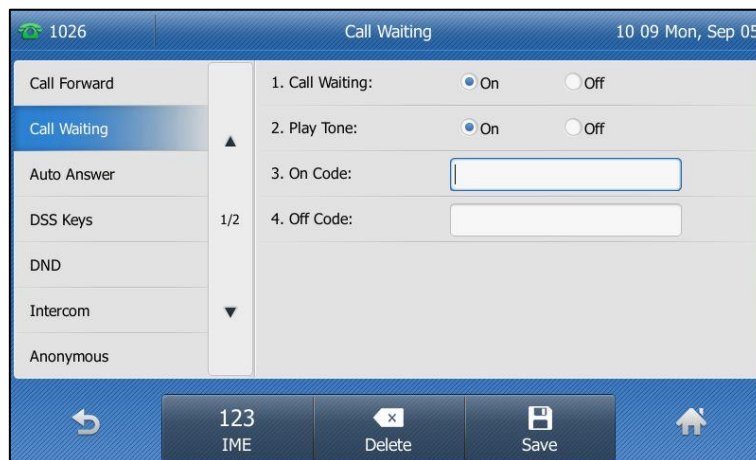 1026 Call Waiting 10 09 Mon, Sep 05
Call Forward
Call Waiting
Auto Answer
DSS Keys
DND
Intercom
Anonymous
1/2
1. Call Waiting: On Off
2. Play Tone: On Off
3. On Code:
4. Off Code:
123
IME
Delete
Save